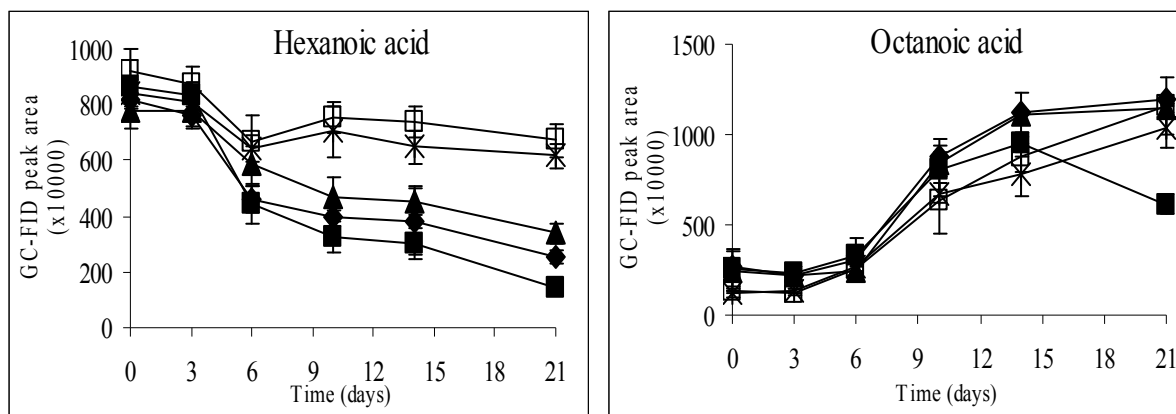 Hexanoic acid
GC-FID peak area
(x10000)
1000
800
600
400
200
0
0 3 6 9 12 15 18 21
Time (days)
Octanoic acid
GC-FID peak area
(x10000)
1500
1000
500
0
0 3 6 9 12 15 18 21
Time (days)